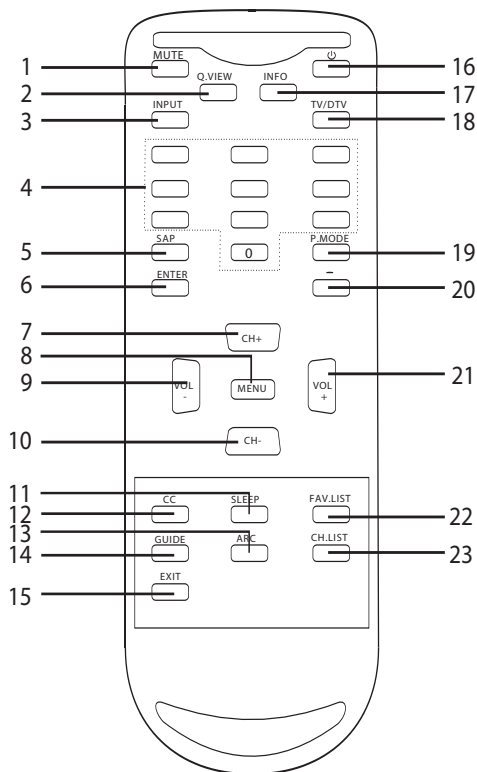 MUTE
⏻
1
16
Q.VIEW
INFO
2
17
INPUT
TV/DTV
3
18
4
SAP
P.MODE
5
0
19
ENTER
–
6
20
7
CH+
8
9
VOL
-
MENU
VOL
+
21
10
CH-
11
CC
SLEEP
FAV.LIST
12
22
13
GUIDE
ARC
CH.LIST
14
23
EXIT
15